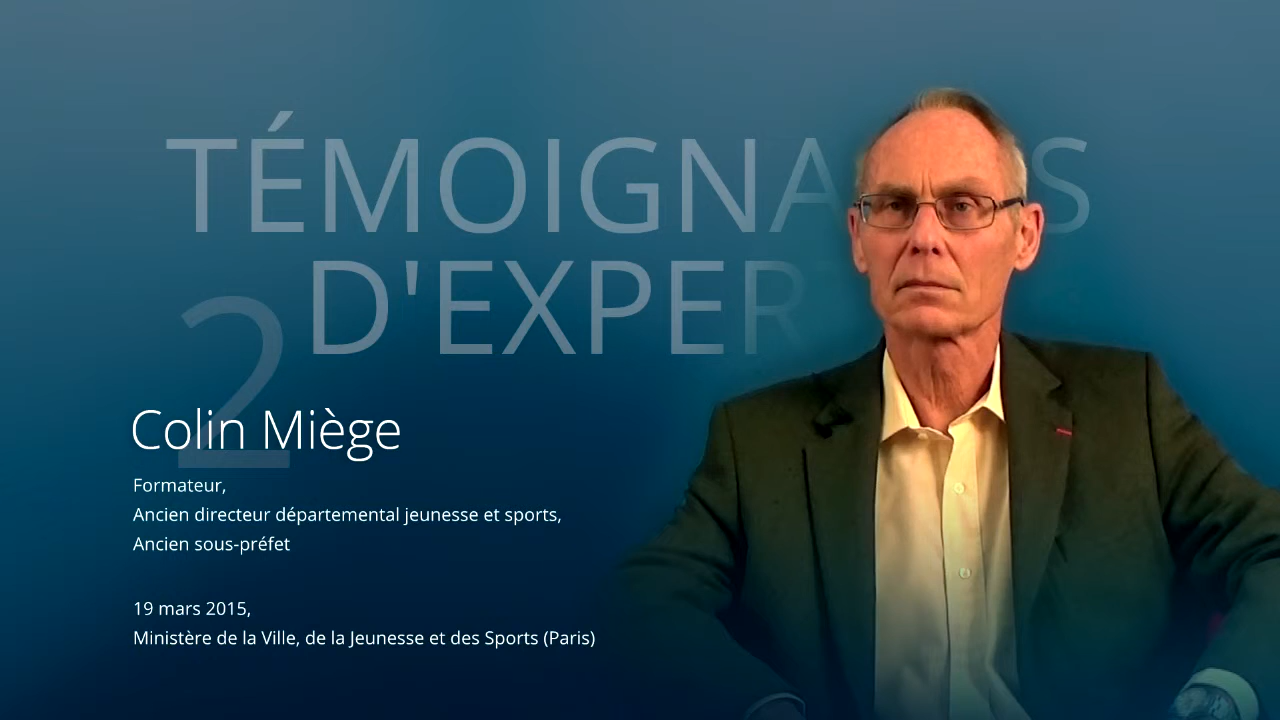 TÉMOIGNA S
D'EXPER
2
Colin Miège
Formateur,
Ancien directeur départemental jeunesse et sports,
Ancien sous-préfet
19 mars 2015,
Ministère de la Ville, de la Jeunesse et des Sports (Paris)